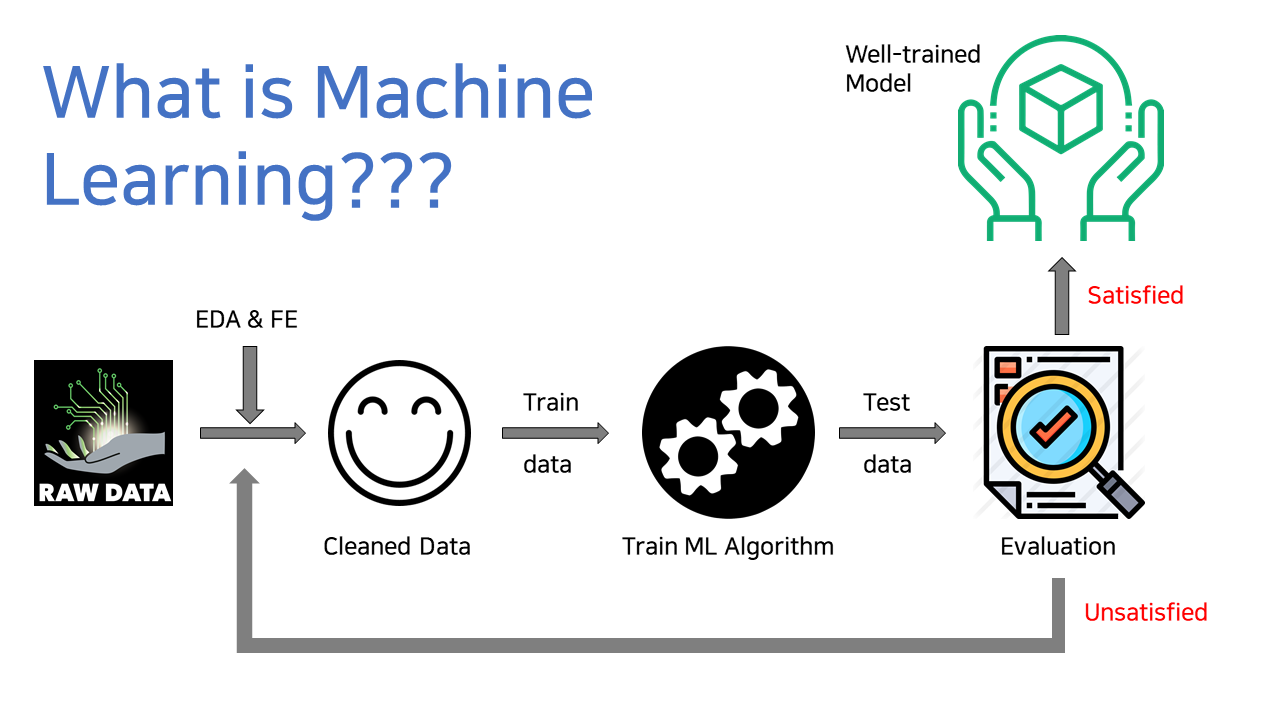 What is Machine
Learning???
Well-trained
Model
Satisfied
EDA & FE
RAW DATA
Train
data
Test
data
Cleaned Data
Train ML Algorithm
Evaluation
Unsatisfied